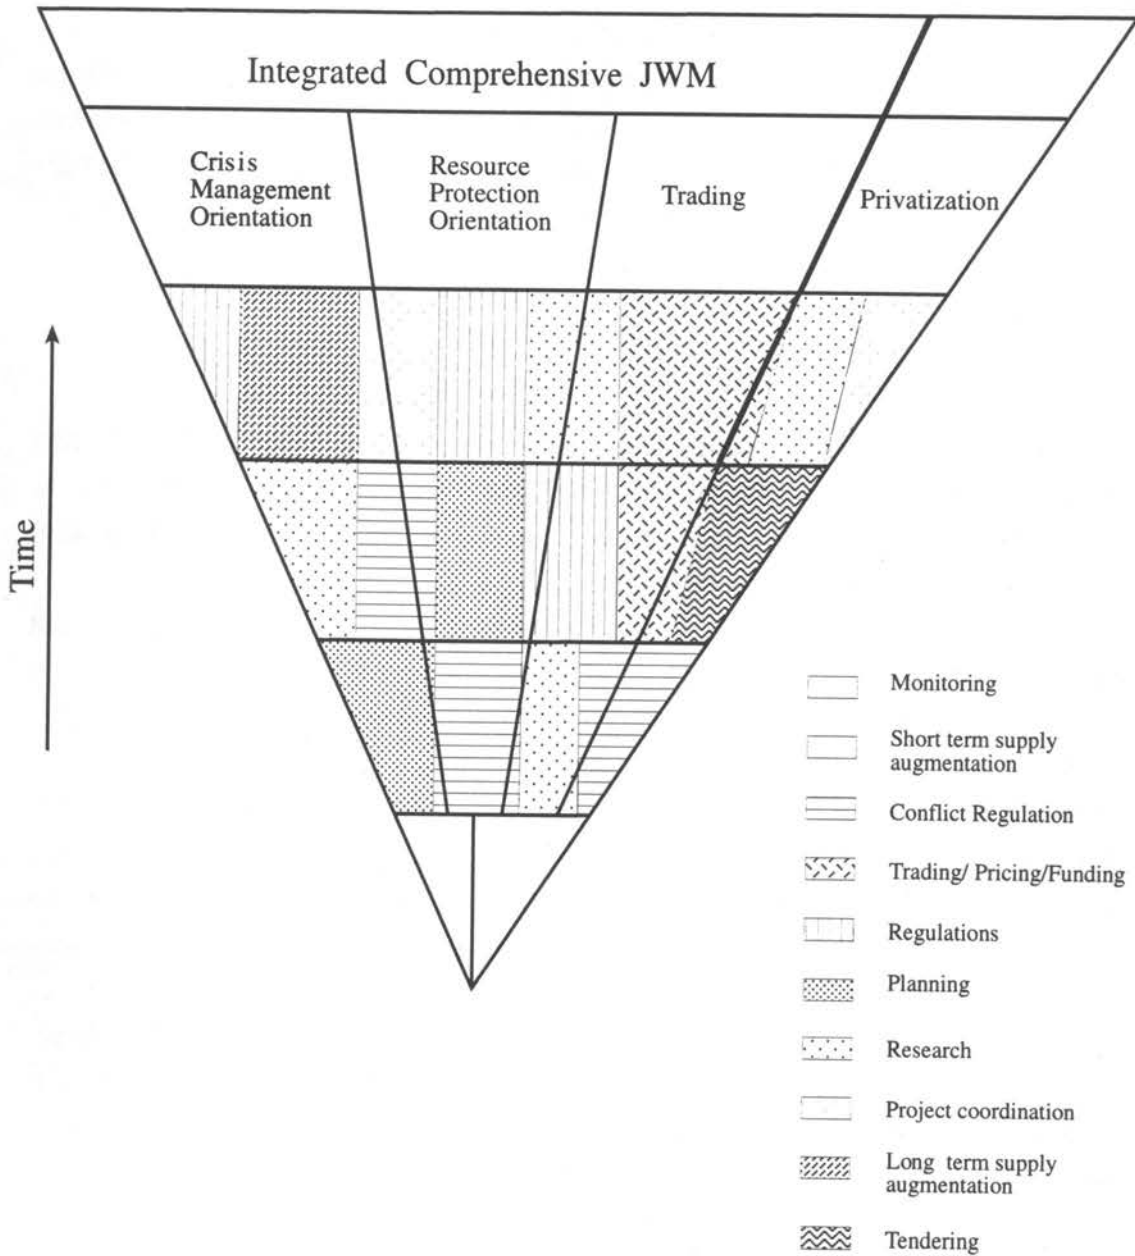 Integrated Comprehensive JWM
Crisis
Management
Orientation
Resource
Protection
Orientation
Trading
Privatization
Time
Monitoring
Short term supply
augmentation
Conflict Regulation
Trading/ Pricing/Funding
Regulations
Planning
Research
Project coordination
Long term supply
augmentation
Tendering